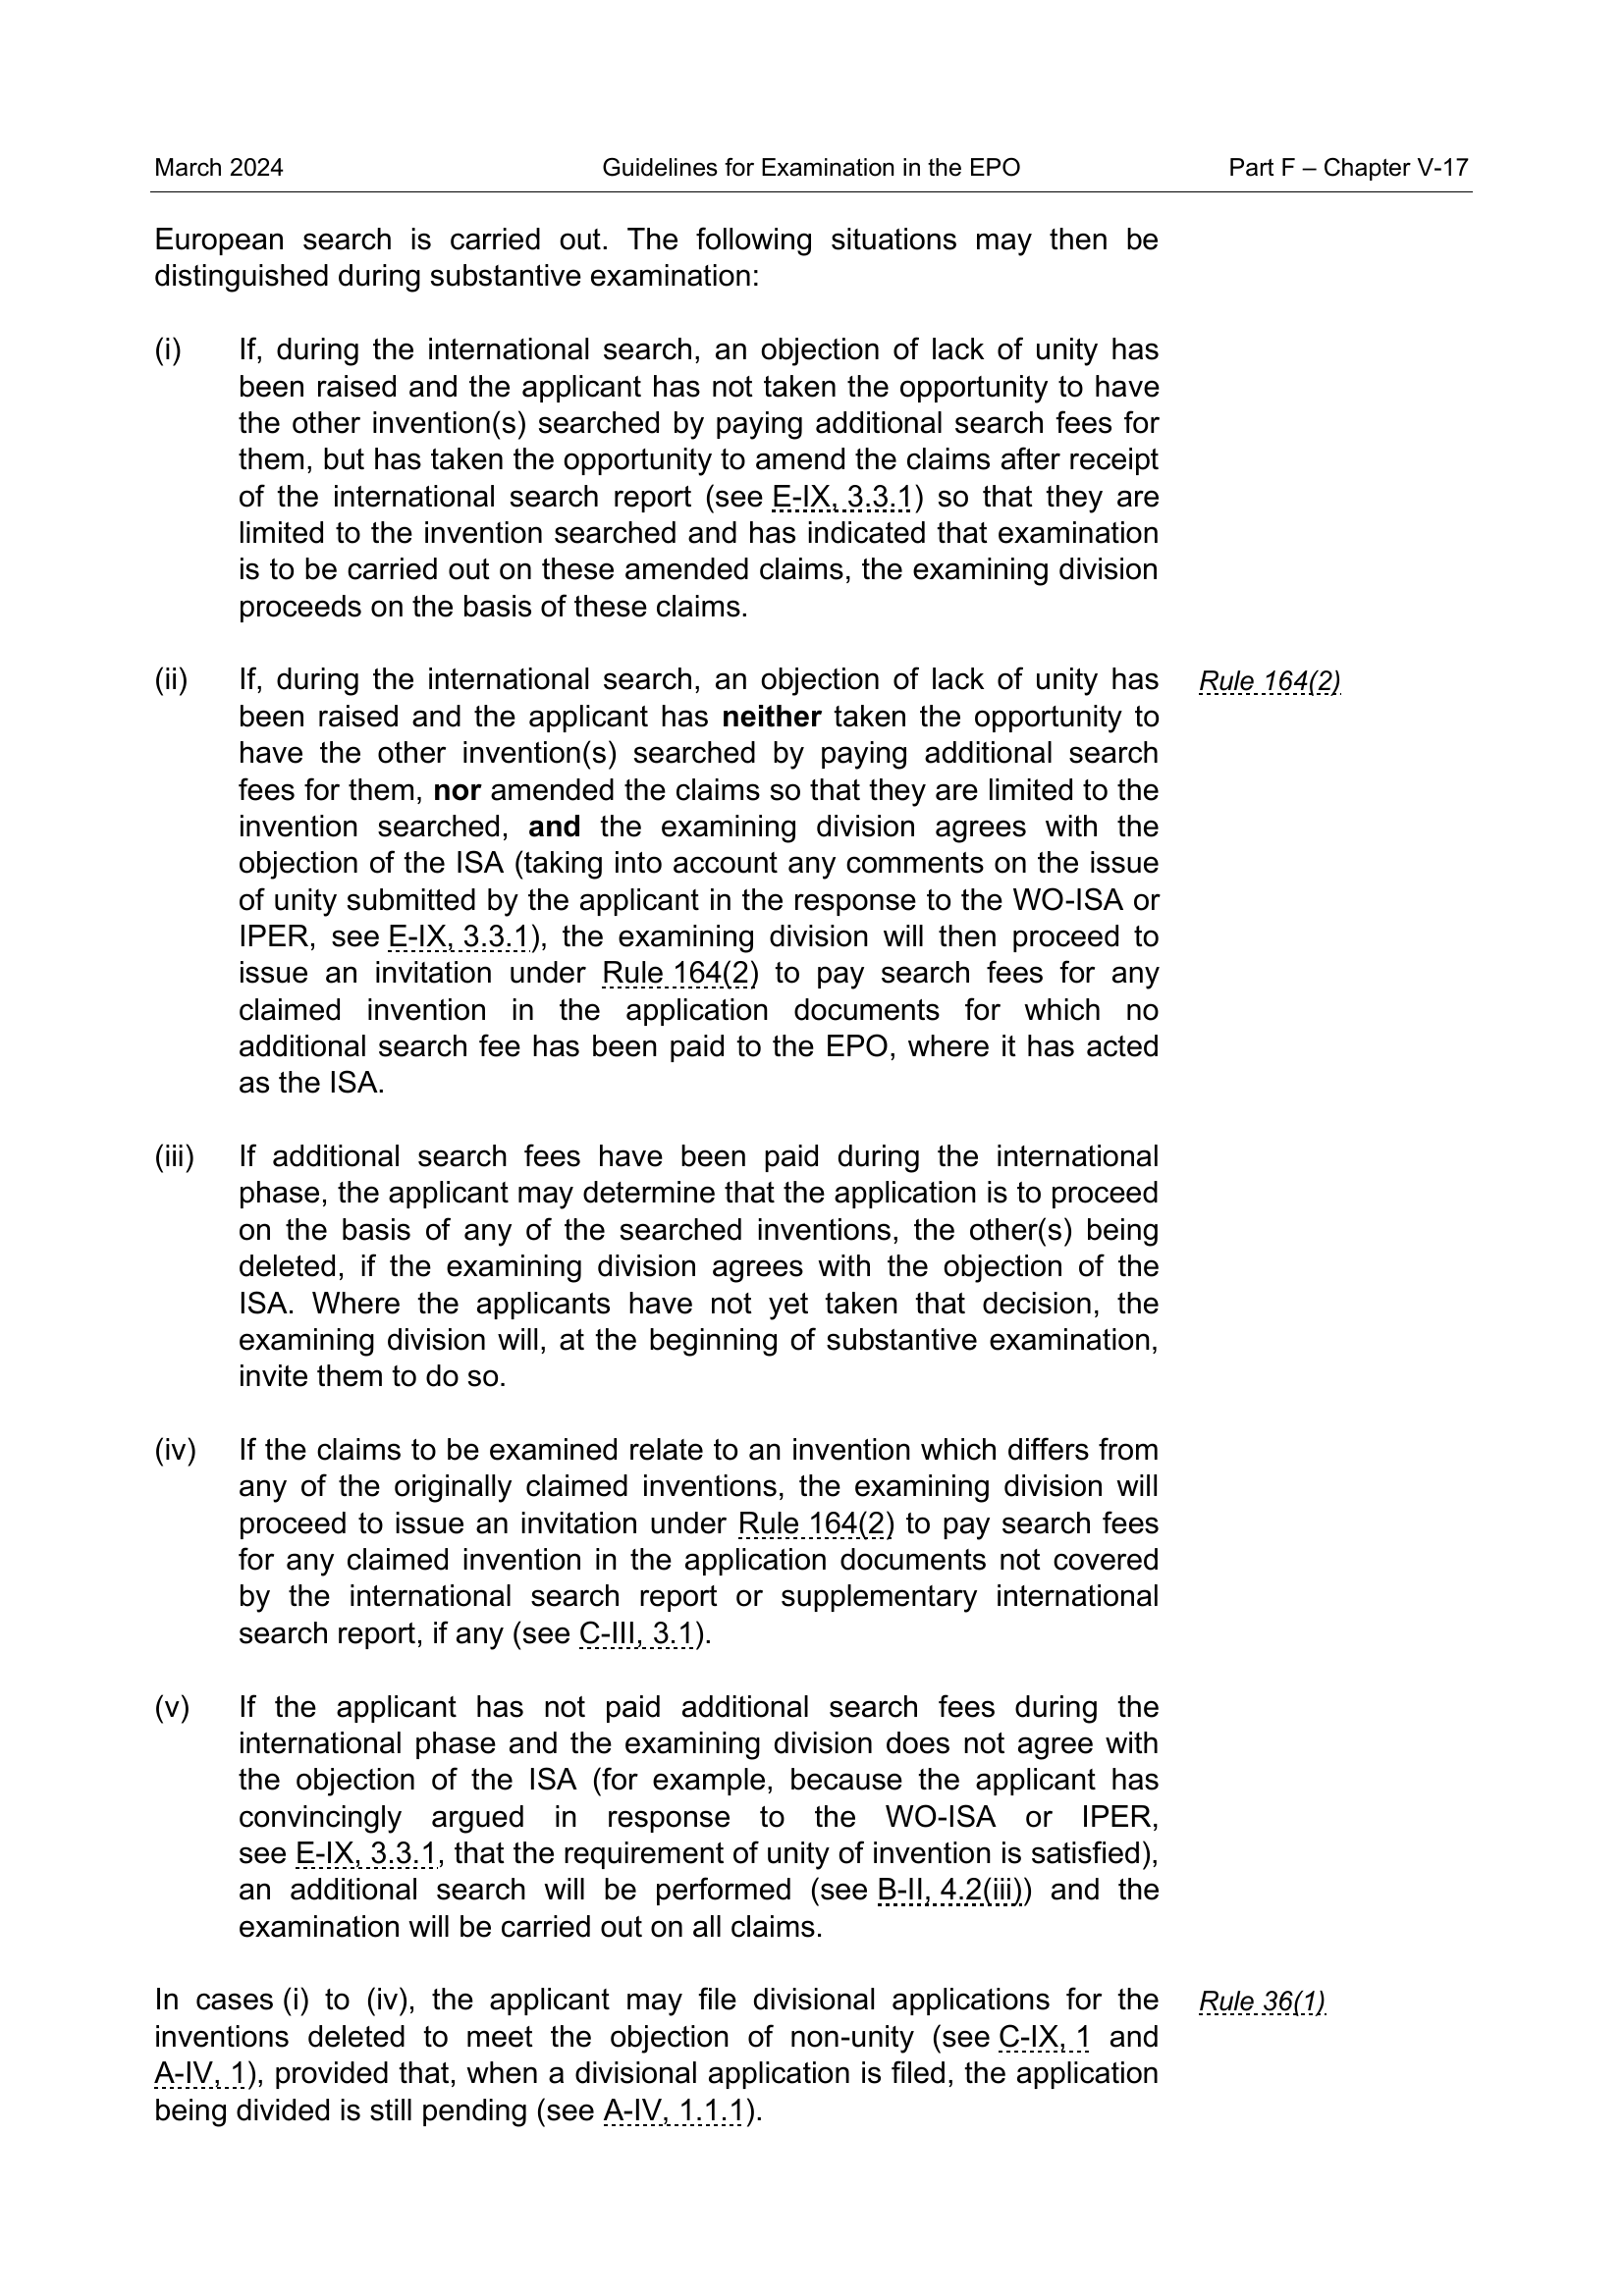 March 2024 Guidelines for Examination in the EPO Part F – Chapter V-17
European search is carried out. The following situations may then be
distinguished during substantive examination:
(i) If, during the international search, an objection of lack of unity has
been raised and the applicant has not taken the opportunity to have
the other invention(s) searched by paying additional search fees for
them, but has taken the opportunity to amend the claims after receipt
of the international search report (see E-IX, 3.3.1) so that they are
limited to the invention searched and has indicated that examination
is to be carried out on these amended claims, the examining division
proceeds on the basis of these claims.
(ii) If, during the international search, an objection of lack of unity has Rule 164(2)
been raised and the applicant has neither taken the opportunity to
have the other invention(s) searched by paying additional search
fees for them, nor amended the claims so that they are limited to the
invention searched, and the examining division agrees with the
objection of the ISA (taking into account any comments on the issue
of unity submitted by the applicant in the response to the WO-ISA or
IPER, see E-IX, 3.3.1), the examining division will then proceed to
issue an invitation under Rule 164(2) to pay search fees for any
claimed invention in the application documents for which no
additional search fee has been paid to the EPO, where it has acted
as the ISA.
(iii) If additional search fees have been paid during the international
phase, the applicant may determine that the application is to proceed
on the basis of any of the searched inventions, the other(s) being
deleted, if the examining division agrees with the objection of the
ISA. Where the applicants have not yet taken that decision, the
examining division will, at the beginning of substantive examination,
invite them to do so.
(iv) If the claims to be examined relate to an invention which differs from
any of the originally claimed inventions, the examining division will
proceed to issue an invitation under Rule 164(2) to pay search fees
for any claimed invention in the application documents not covered
by the international search report or supplementary international
search report, if any (see C-III, 3.1).
(v) If the applicant has not paid additional search fees during the
international phase and the examining division does not agree with
the objection of the ISA (for example, because the applicant has
convincingly argued in response to the WO-ISA or IPER,
see E-IX, 3.3.1, that the requirement of unity of invention is satisfied),
an additional search will be performed (see B-II, 4.2(iii)) and the
examination will be carried out on all claims.
In cases (i) to (iv), the applicant may file divisional applications for the Rule 36(1)
inventions deleted to meet the objection of non-unity (see C-IX, 1 and
A-IV, 1), provided that, when a divisional application is filed, the application
being divided is still pending (see A-IV, 1.1.1).